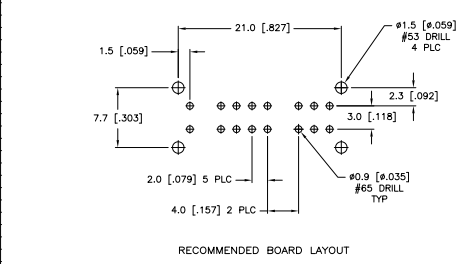 21.0 [.827]
ø1.5 [ø.059]
#53 DRILL
4 PLC
1.5 [.059]
2.3 [.092]
7.7 [.303]
3.0 [.118]
2.0 [.079] 5 PLC
ø0.9 [ø.035]
#65 DRILL
TYP
4.0 [.157] 2 PLC
RECOMMENDED BOARD LAYOUT